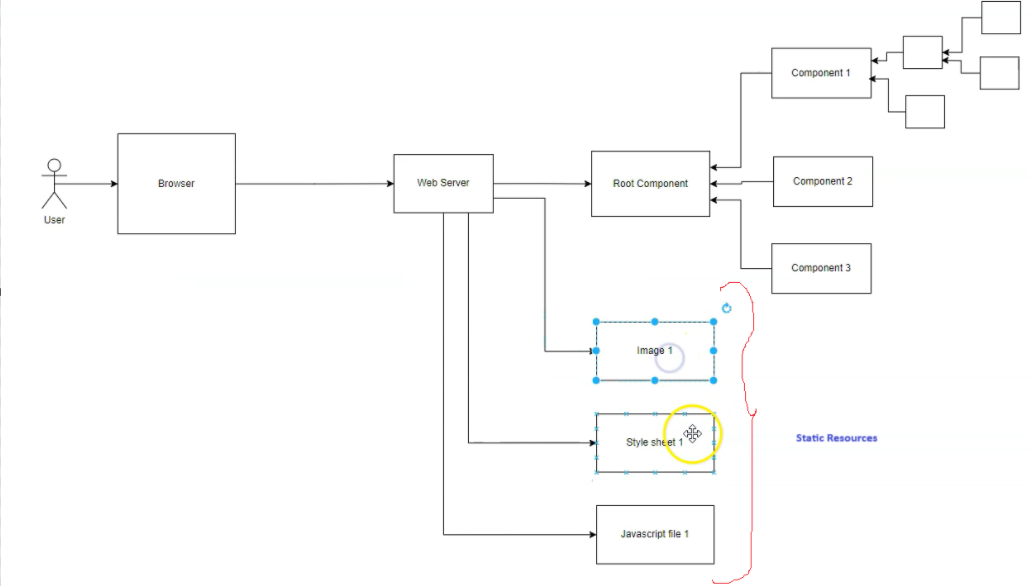 Component 1
Browser
Web Server
Root Component
Component 2
User
Component 3
Image 1
Style sheet 1
Static Resources
Javascript file 1